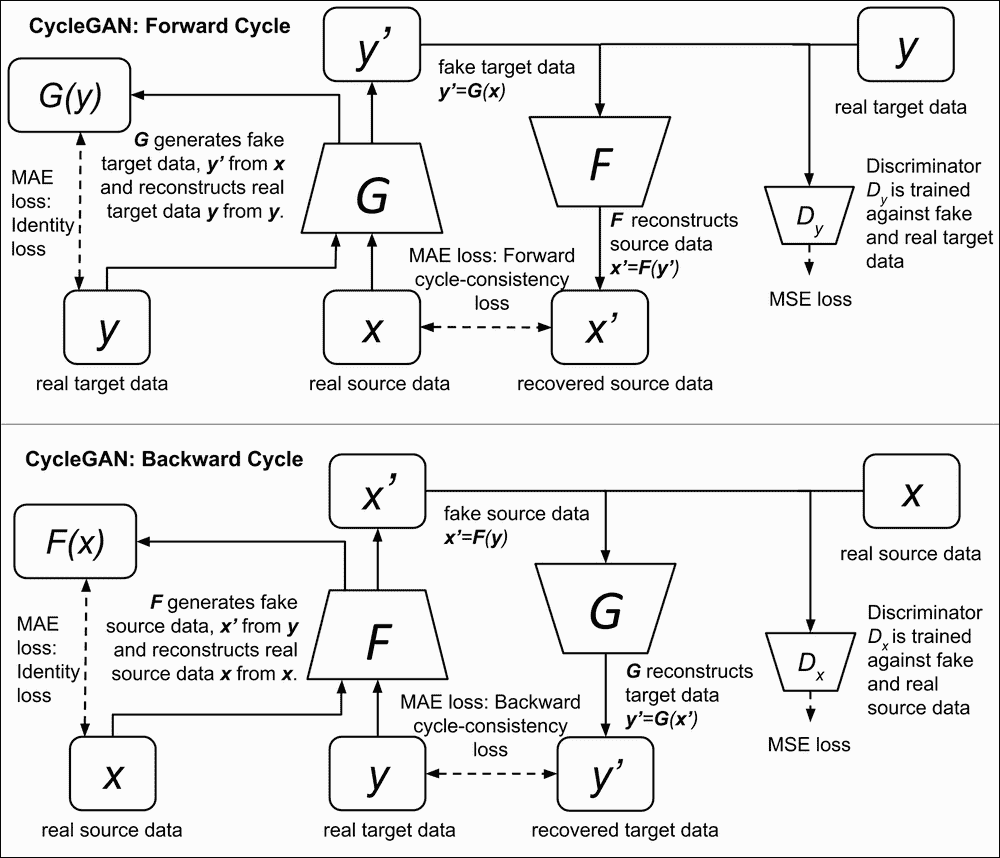 CycleGAN: Forward Cycle
y’
y
G(y)
fake target data
y’=G(x)
real target data
G generates fake
target data, y’ from x
and reconstructs real
target data y from y.
MAE
loss:
Identity
loss
G
F
Discriminator
Dy is trained
against fake
and real target
data
Dy
MSE loss
F reconstructs
source data
x’=F(y’)
MAE loss: Forward
cycle-consistency
loss
y
x
x’
real target data
real source data
recovered source data
CycleGAN: Backward Cycle
x’
x
F(x)
fake source data
x’=F(y)
real source data
F generates fake
source data, x’ from y
and reconstructs real
source data x from x.
MAE
loss:
Identity
loss
F
G
Discriminator
Dx is trained
against fake
and real
source data
Dx
MSE loss
G reconstructs
target data
y’=G(x’)
MAE loss: Backward
cycle-consistency
loss
x
y
y’
real source data
real target data
recovered target data